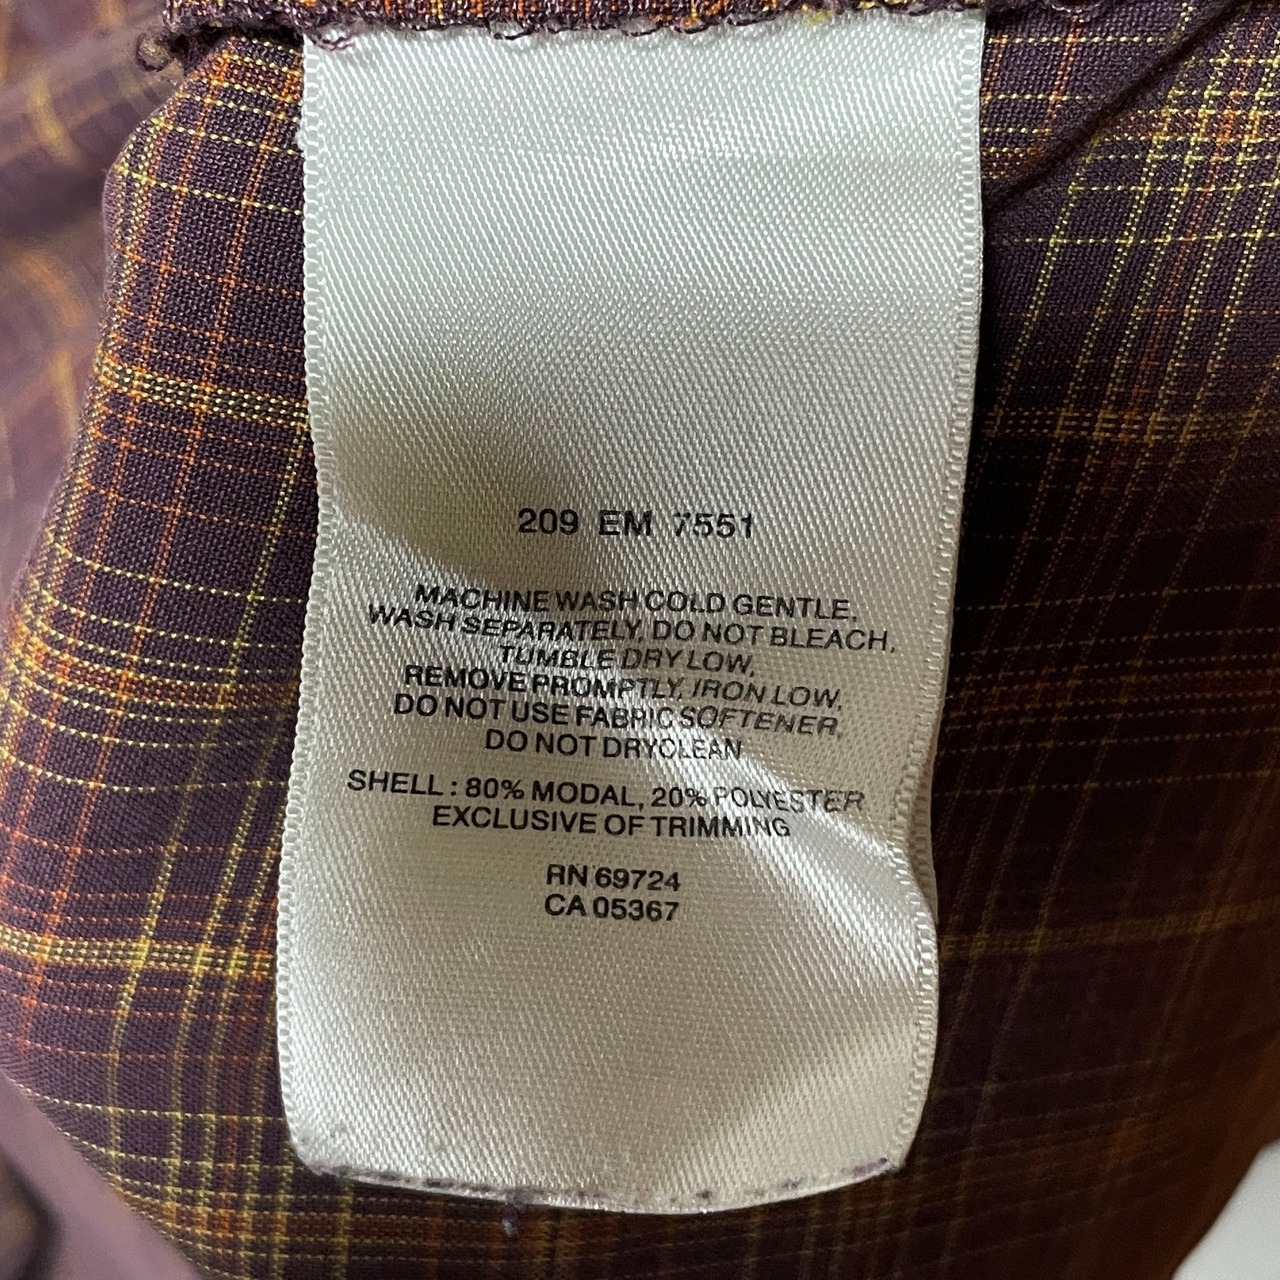 209 EM 7551
MACHINE WASH COLD GENTLE,
WASH SEPARATELY, DO NOT BLEACH,
TUMBLE DRY LOW,
REMOVE PROMPTLY, IRON LOW,
DO NOT USE FABRIC SOFTENER,
DO NOT DRYCLEAN
SHELL : 80% MODAL, 20% POLYESTER
EXCLUSIVE OF TRIMMING
RN 69724
CA 05367